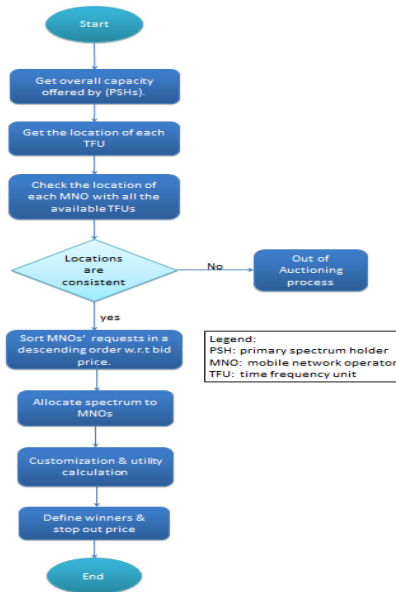 Start
Get overall capacity
offered by {PSHs}.
Get the location of each
TFU
Check the location of
each MNO with all the
available TFUs
Locations
are
consistent
No
Out of
Auctioning
process
yes
Sort MNOs' requests in a
descending order w.r.t bid
price.
Legend:
PSH: primary spectrum holder
MNO: mobile network operator
TFU: time frequency unit
Allocate spectrum to
MNOs
Customization & utility
calculation
Define winners &
stop out price
End